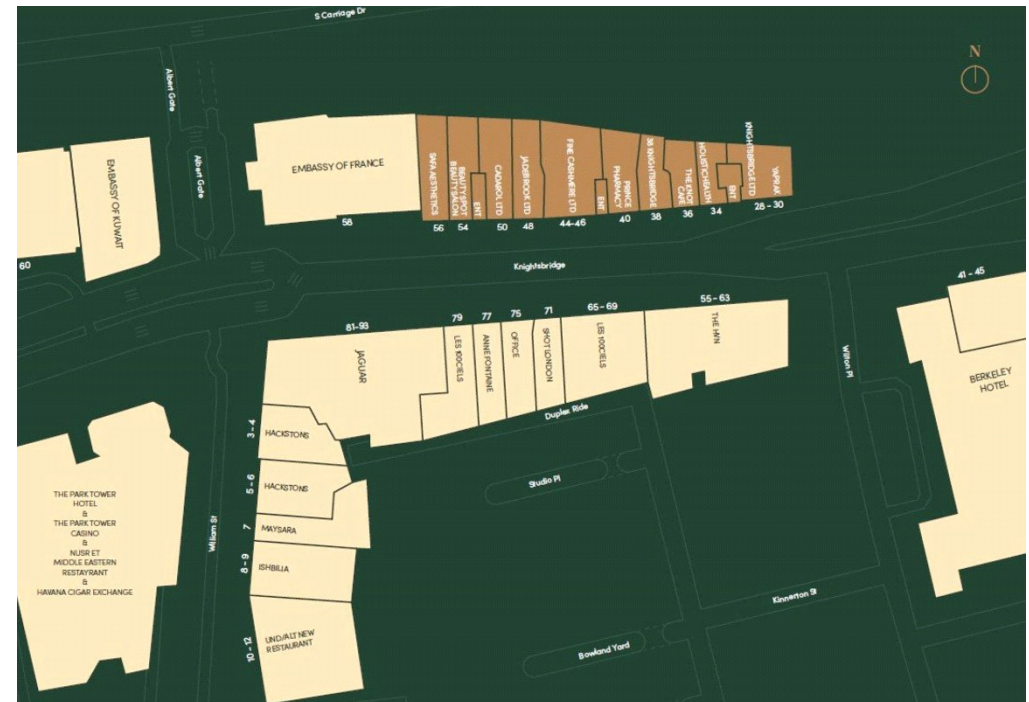 S Carriage Dr
N
Albert Gate
Albert Gate
EMBASSY OF KUWAIT
60
EMBASSY OF FRANCE
58
SAFA AESTHETICS
56
BEAUTY SPOT
BEAUTY SALON
54
ENT
CADABOL LTD
50
JADEBROOK LTD
48
FINE CASHMERE LTD
44-46
ENT
PRINCE
PHARMACY
40
38 KNIGHTSBRIDGE
38
THE KNOT
CAFE
36
HOLISTIC HEALTH
34
ENT
KNIGHTSBRIDGE LTD
YAPRAK
28 - 30
Knightsbridge
81-93
JAGUAR
79
LES 100CIELS
77
ANNE FONTAINE
75
OFFICE
71
SHOT LONDON
65 - 69
LES 100CIELS
55 - 63
THE HVN
41 - 45
BERKELEY
HOTEL
Wilton Pl
Duplex Ride
Studio Pl
3 - 4
HACKSTONS
5 - 6
HACKSTONS
7
MAYSARA
8 - 9
ISHBILIA
10 - 12
UND/ALT NEW
RESTAURANT
William St
THE PARK TOWER
HOTEL
&
THE PARK TOWER
CASINO
&
NUSR ET
MIDDLE EASTERN
RESTAYRANT
&
HAVANA CIGAR EXCHANGE
Kinnerton St
Bowland Yard